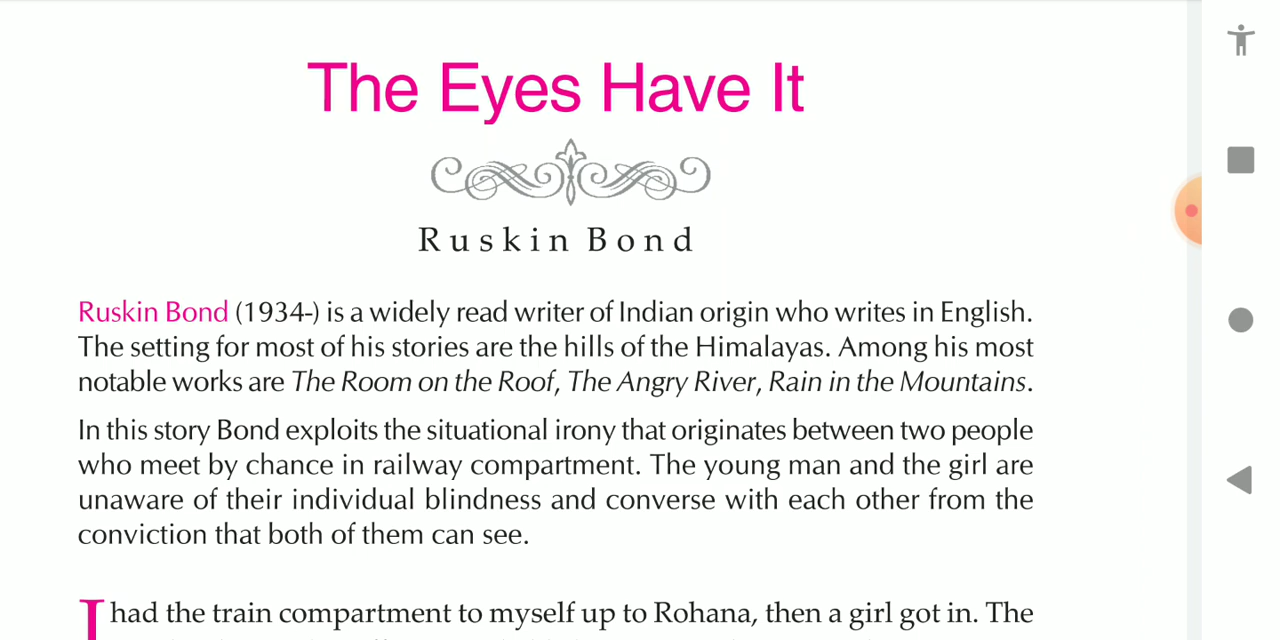 The Eyes Have It
Ruskin Bond
Ruskin Bond (1934-) is a widely read writer of Indian origin who writes in English.
The setting for most of his stories are the hills of the Himalayas. Among his most
notable works are The Room on the Roof, The Angry River, Rain in the Mountains.
In this story Bond exploits the situational irony that originates between two people
who meet by chance in railway compartment. The young man and the girl are
unaware of their individual blindness and converse with each other from the
conviction that both of them can see.
I had the train compartment to myself up to Rohana, then a girl got in. The